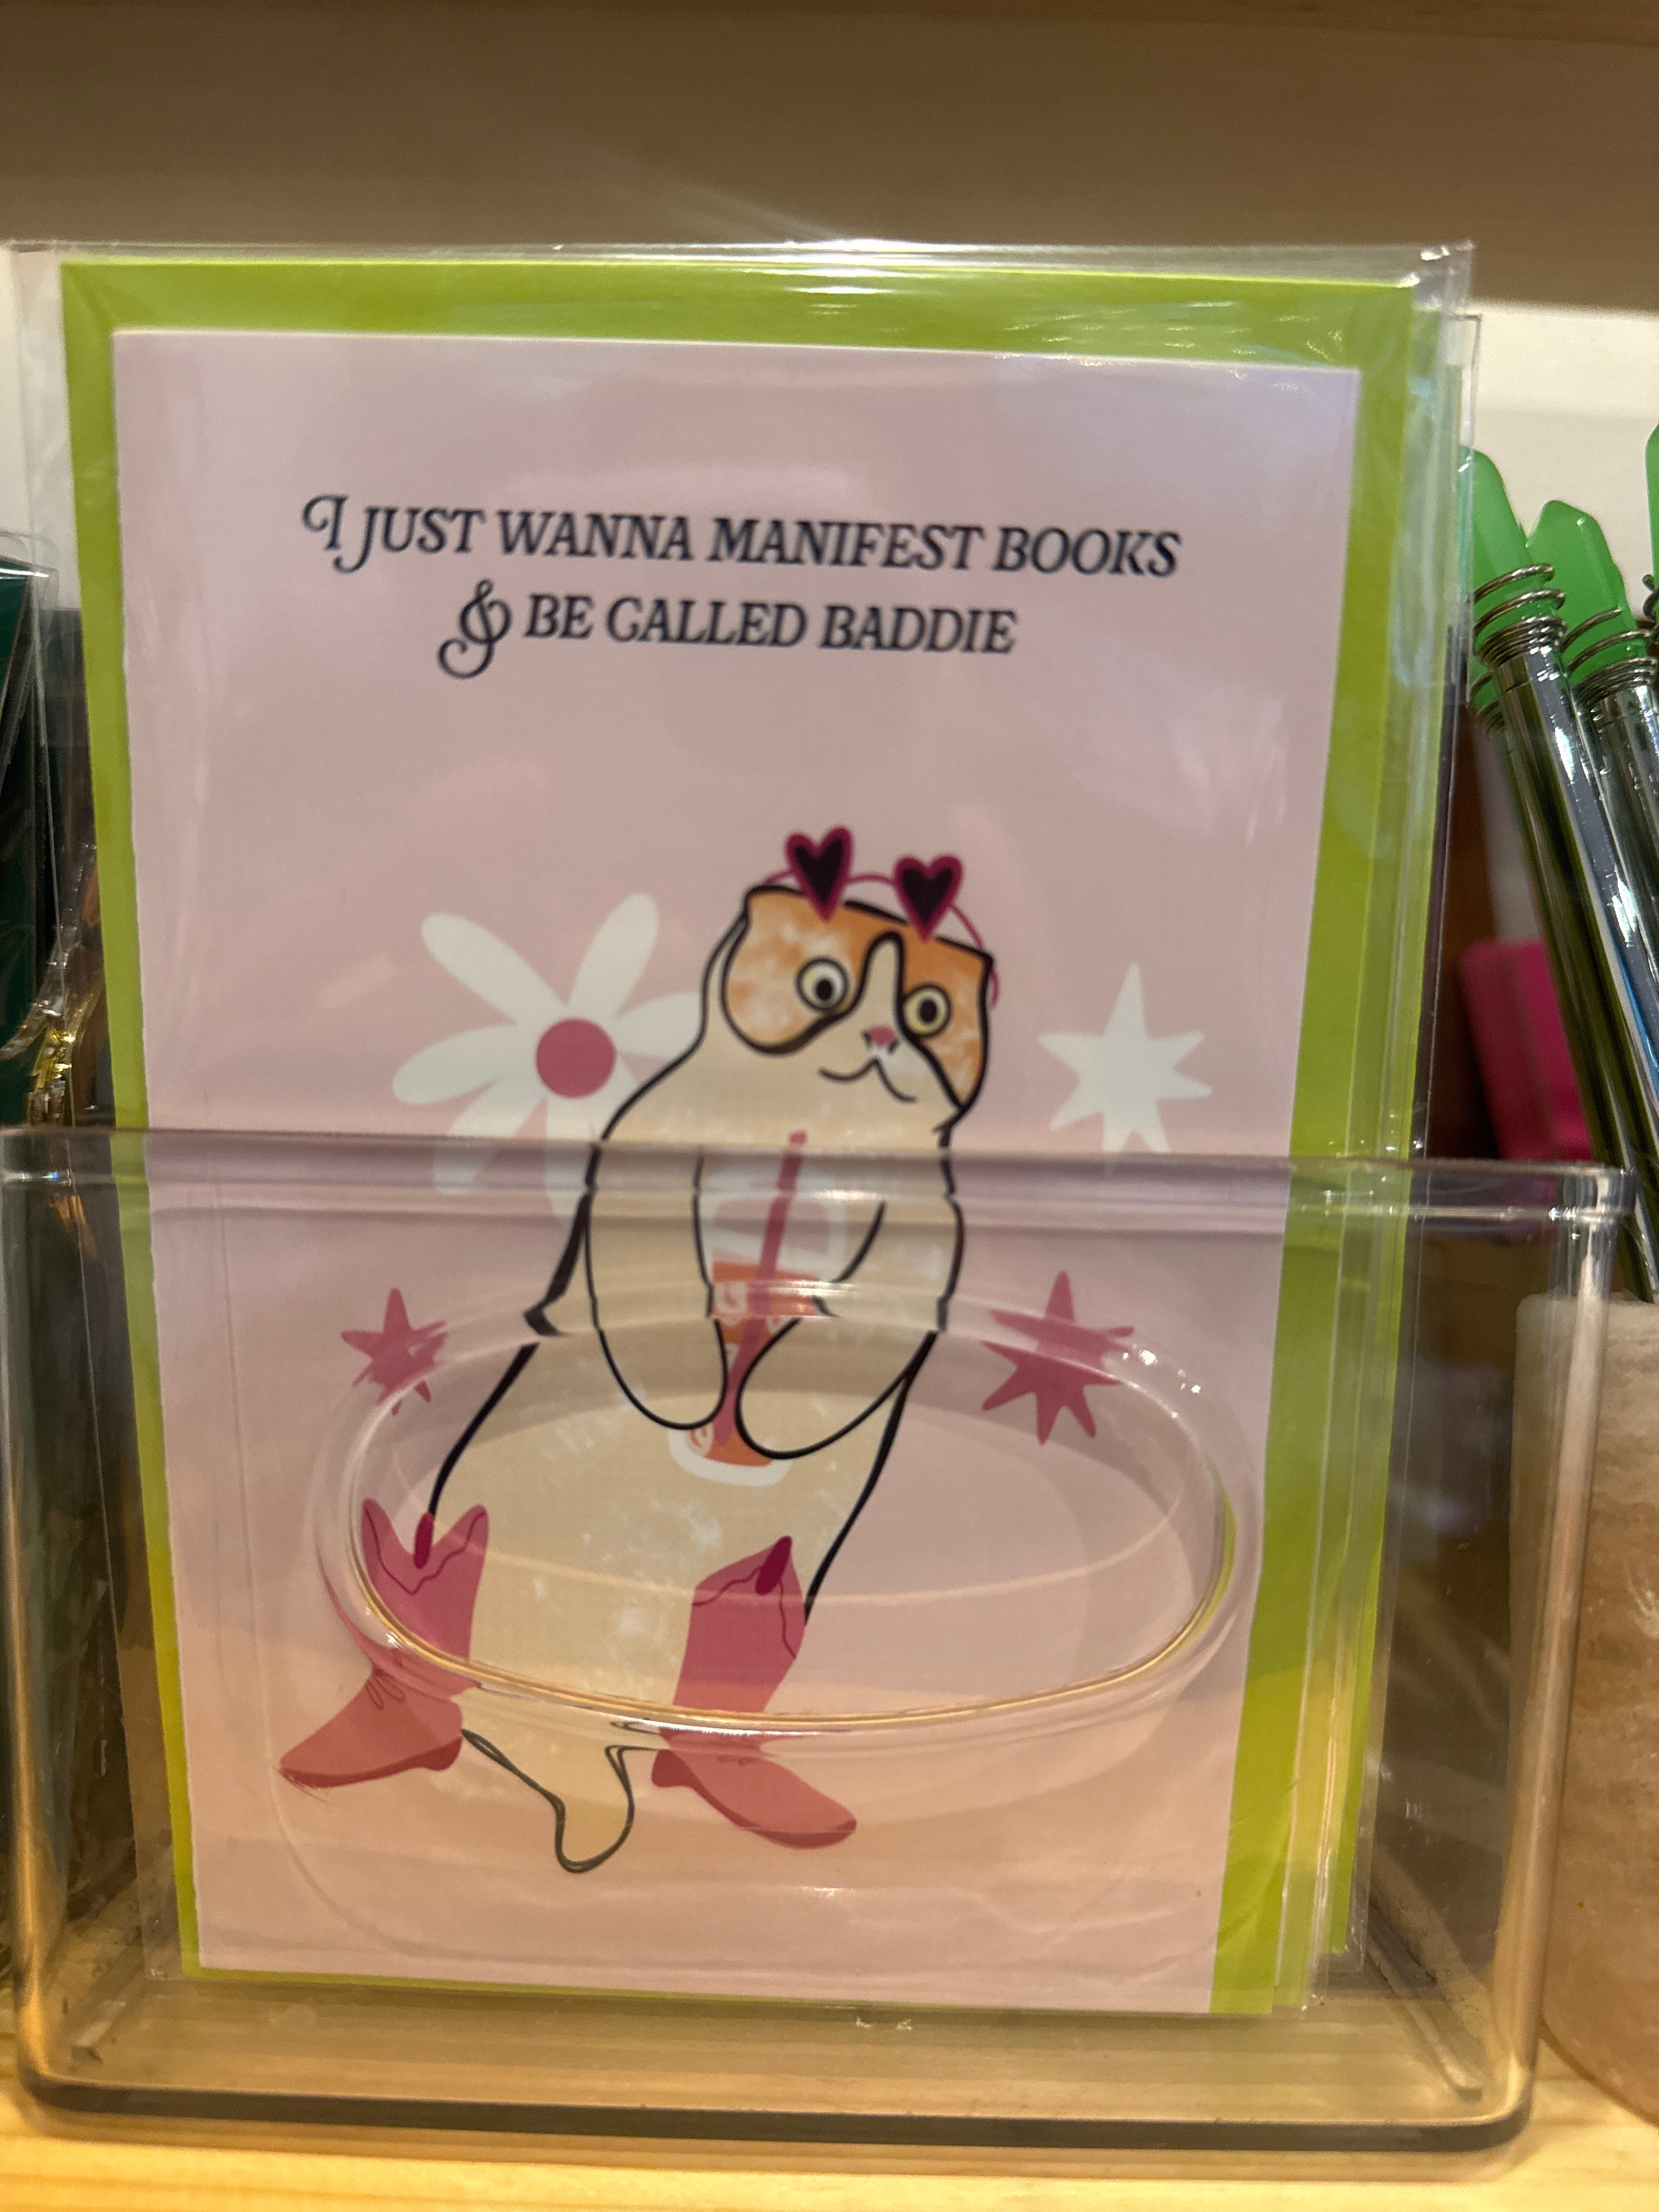 I JUST WANNA MANIFEST BOOKS
& BE CALLED BADDIE